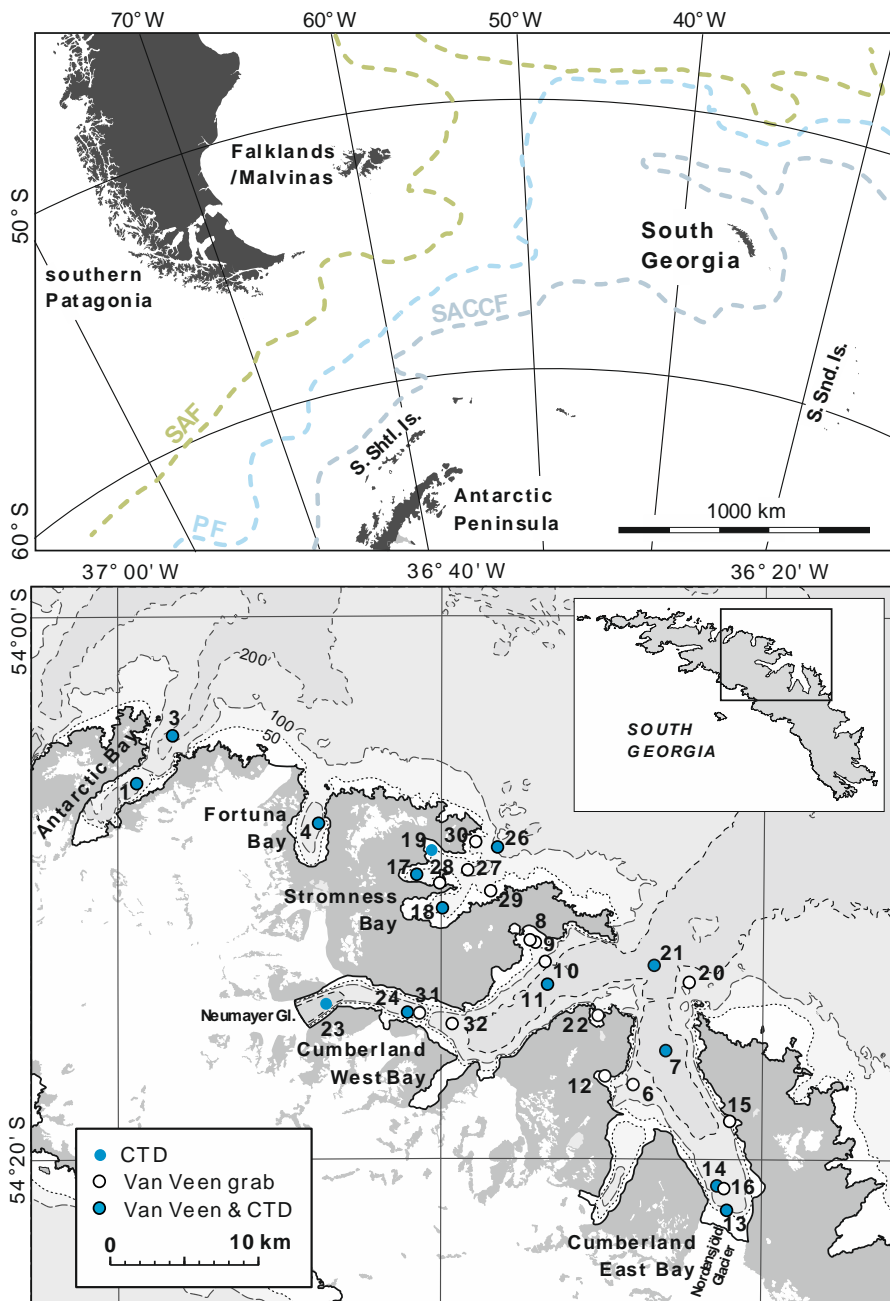 70°W
60°W
50°W
40°W
50°S
60°S
Falklands
/Malvinas
South
Georgia
southern
Patagonia
SACCF
SAF
PF
S. Shtl. Is.
S. Snd. Is.
Antarctic
Peninsula
1000 km
37°00' W
36°40' W
36°20' W
54°00' S
54°20' S
200
100
50
SOUTH
GEORGIA
3
Antarctic Bay
1
Fortuna
Bay
4
19
30
26
17
28
27
Stromness
Bay
18
29
8
9
10
11
21
20
Neumayer Gl.
23
24
31
32
22
Cumberland
West Bay
7
12
6
15
14
16
13
Cumberland
East Bay
Nordensjöld
Glacier
CTD
Van Veen grab
Van Veen & CTD
0
10 km